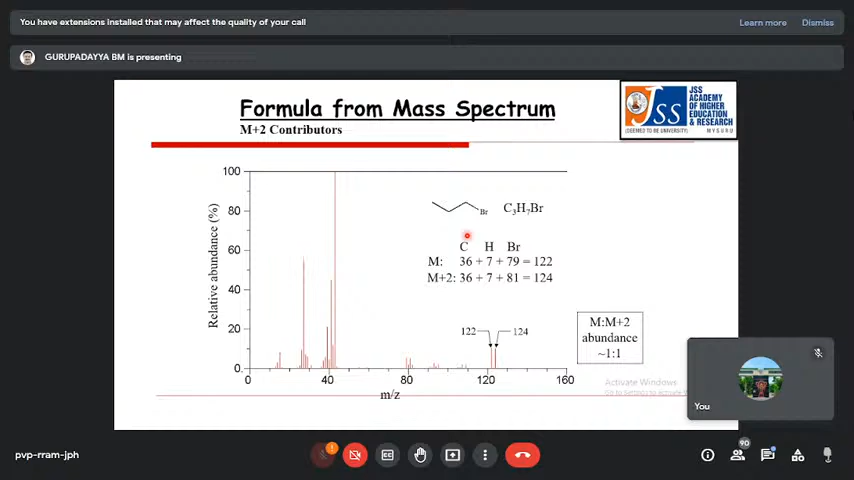 You have extensions installed that may affect the quality of your call
Learn more
Dismiss
GURUPADAYYA BM is presenting
Formula from Mass Spectrum
M+2 Contributors
JSS
JSS
ACADEMY
OF HIGHER
EDUCATION
& RESEARCH
(DEEMED TO BE UNIVERSITY)
MYSURU
100
80
60
40
20
0
Relative abundance (%)
Br
C₃H₇Br
C H Br
M: 36 + 7 + 79 = 122
M+2: 36 + 7 + 81 = 124
122
124
M:M+2
abundance
~1:1
0 40 80 120 160
m/z
Activate Windows
You
pvp-rram-jph
90